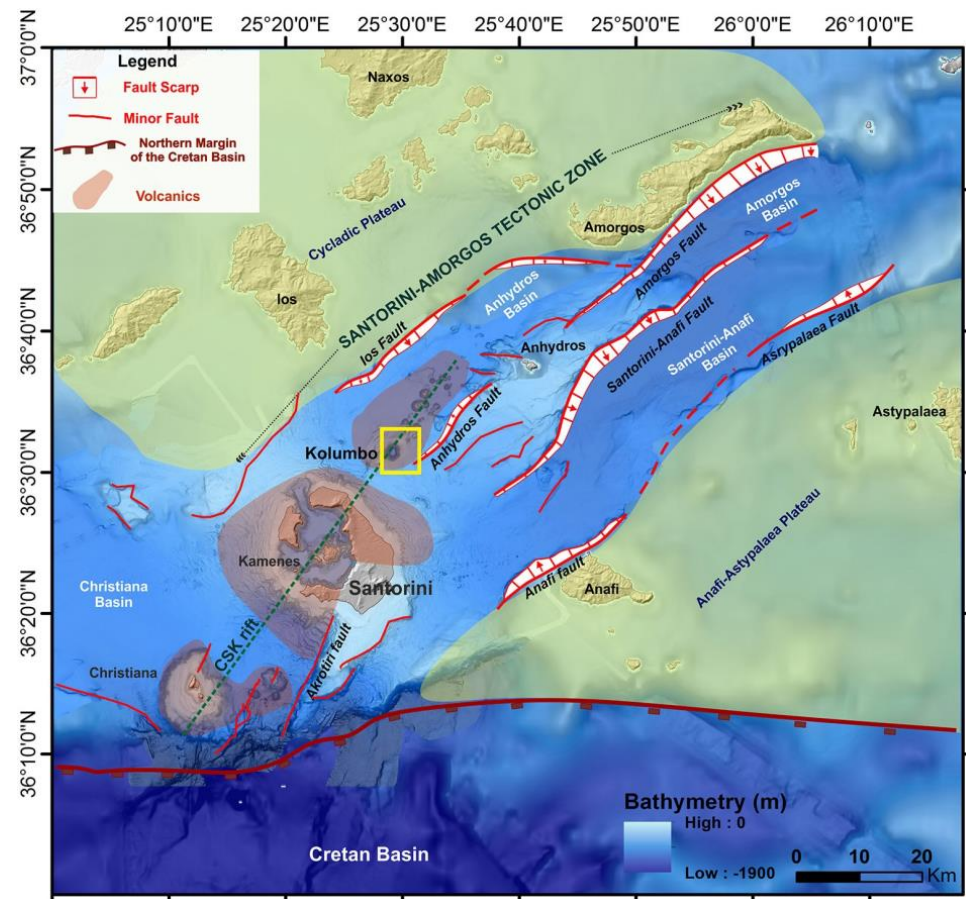 25°10'0"E 25°20'0"E 25°30'0"E 25°40'0"E 25°50'0"E 26°0'0"E 26°10'0"E
37°0'0"N
36°50'0"N
36°40'0"N
36°30'0"N
36°20'0"N
36°10'0"N
Legend
Fault Scarp
Minor Fault
Northern Margin
of the Cretan Basin
Volcanics
Naxos
Cycladic Plateau
SANTORINI-AMORGOS TECTONIC ZONE
Amorgos
Amorgos
Basin
Amorgos Fault
Ios
Ios Fault
Anhydros
Basin
Anhydros
Santorini-Anafi Fault
Santorini-Anafi
Basin
Asrypalaea Fault
Astypalaea
Anhydros Fault
Kolumbo
Kamenes
Santorini
Anafi fault
Anafi
Anafi-Astypalaea Plateau
Christiana
Basin
Christiana
CSK rift
Akrotiri fault
Cretan Basin
Bathymetry (m)
High : 0
Low : -1900
0 10 20
Km